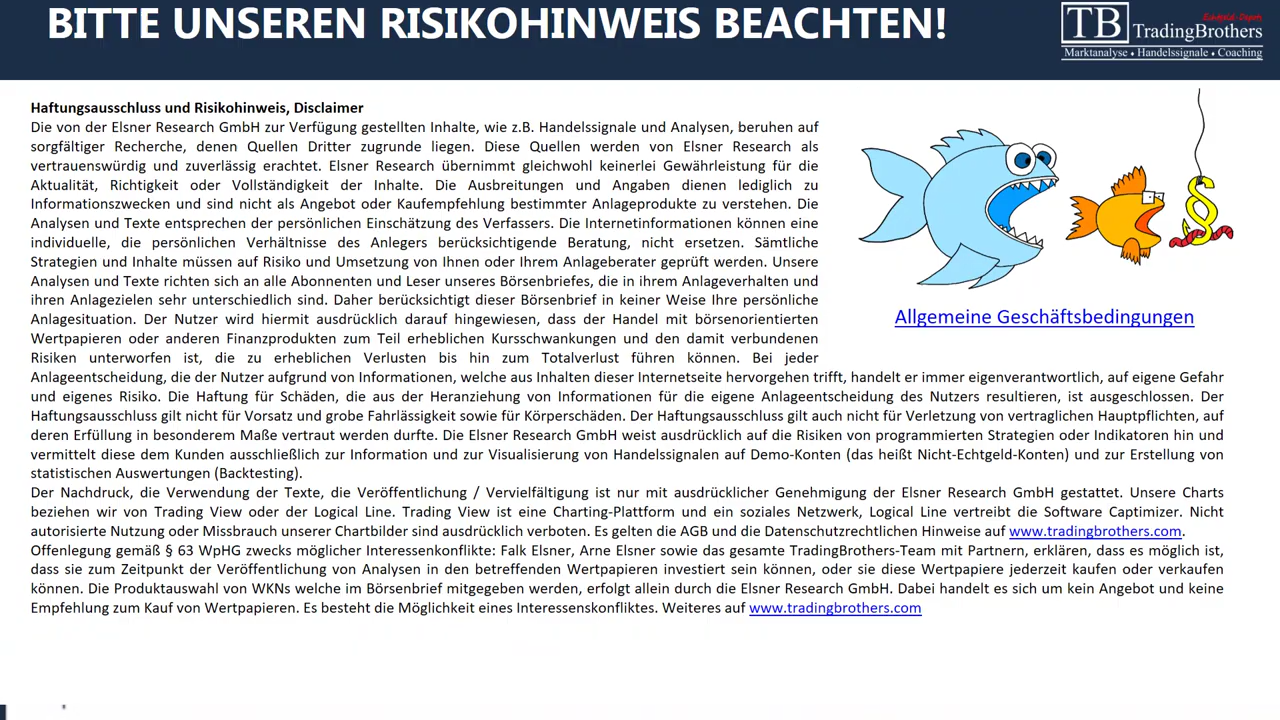 BITTE UNSEREN RISIKOHINWEIS BEACHTEN!
Echtgeld-Depots
TB TradingBrothers
Marktanalyse ♦ Handelssignale ♦ Coaching
Haftungsausschluss und Risikohinweis, Disclaimer
Die von der Elsner Research GmbH zur Verfügung gestellten Inhalte, wie z.B. Handelssignale und Analysen, beruhen auf
sorgfältiger Recherche, denen Quellen Dritter zugrunde liegen. Diese Quellen werden von Elsner Research als
vertrauenswürdig und zuverlässig erachtet. Elsner Research übernimmt gleichwohl keinerlei Gewährleistung für die
Aktualität, Richtigkeit oder Vollständigkeit der Inhalte. Die Ausbreitungen und Angaben dienen lediglich zu
Informationszwecken und sind nicht als Angebot oder Kaufempfehlung bestimmter Anlageprodukte zu verstehen. Die
Analysen und Texte entsprechen der persönlichen Einschätzung des Verfassers. Die Internetinformationen können eine
individuelle, die persönlichen Verhältnisse des Anlegers berücksichtigende Beratung, nicht ersetzen. Sämtliche
Strategien und Inhalte müssen auf Risiko und Umsetzung von Ihnen der Ihrem Anlageberater geprüft werden. Unsere
Analysen und Texte richten sich an alle Abonnenten und Leser unseres Börsenbriefes, die in ihrem Anlageverhalten und
ihren Anlagezielen sehr unterschiedlich sind. Daher berücksichtigt dieser Börsenbrief in keiner Weise Ihre persönliche
Anlagesituation. Der Nutzer wird hiermit ausdrücklich darauf hingewiesen, dass der Handel mit börsenorientierten
Wertpapieren oder anderen Finanzprodukten zum Teil erheblichen Kursschwankungen und den damit verbundenen
Risiken unterworfen ist, die zu erheblichen Verlusten bis hin zum Totalverlust führen können. Bei jeder
Anlageentscheidung, die der Nutzer aufgrund von Informationen, welche aus Inhalten dieser Internetseite hervorgehen trifft, handelt er immer eigenverantwortlich, auf eigene Gefahr
und eigenes Risiko. Die Haftung für Schäden, die aus der Heranziehung von Informationen für die eigene Anlageentscheidung des Nutzers resultieren, ist ausgeschlossen. Der
Haftungsausschluss gilt nicht für Vorsatz und grobe Fahrlässigkeit sowie für Körperschäden. Der Haftungsausschluss gilt auch nicht für Verletzung von vertraglichen Hauptpflichten, auf
deren Erfüllung in besonderem Maße vertraut werden durfte. Die Elsner Research GmbH weist ausdrücklich auf die Risiken von programmierten Strategien oder Indikatoren hin und
vermittelt diese dem Kunden ausschließlich zur Information und zur Visualisierung von Handelssignalen auf Demo-Konten (das heißt Nicht-Echtgeld-Konten) und zur Erstellung von
statistischen Auswertungen (Backtesting).
Der Nachdruck, die Verwendung der Texte, die Veröffentlichung / Vervielfältigung ist nur mit ausdrücklicher Genehmigung der Elsner Research GmbH gestattet. Unsere Charts
beziehen wir von Trading View oder der Logical Line. Trading View ist eine Charting-Plattform und ein soziales Netzwerk, Logical Line vertreibt die Software Captimizer. Nicht
autorisierte Nutzung oder Missbrauch unserer Chartbilder sind ausdrücklich verboten. Es gelten die AGB und die Datenschutzrechtlichen Hinweise auf www.tradingbrothers.com.
Offenlegung gemäß § 63 WpHG zwecks möglicher Interessenkonflikte: Falk Elsner, Arne Elsner sowie das gesamte TradingBrothers-Team mit Partnern, erklären, dass es möglich ist,
dass sie zum Zeitpunkt der Veröffentlichung von Analysen in den betreffenden Wertpapieren investiert sein können, oder sie diese Wertpapiere jederzeit kaufen oder verkaufen
können. Die Produktauswahl von WKNs welche im Börsenbrief mitgegeben werden, erfolgt allein durch die Elsner Research GmbH. Dabei handelt es sich um kein Angebot und keine
Empfehlung zum Kauf von Wertpapieren. Es besteht die Möglichkeit eines Interessenskonfliktes. Weiteres auf www.tradingbrothers.com
§
Allgemeine Geschäftsbedingungen